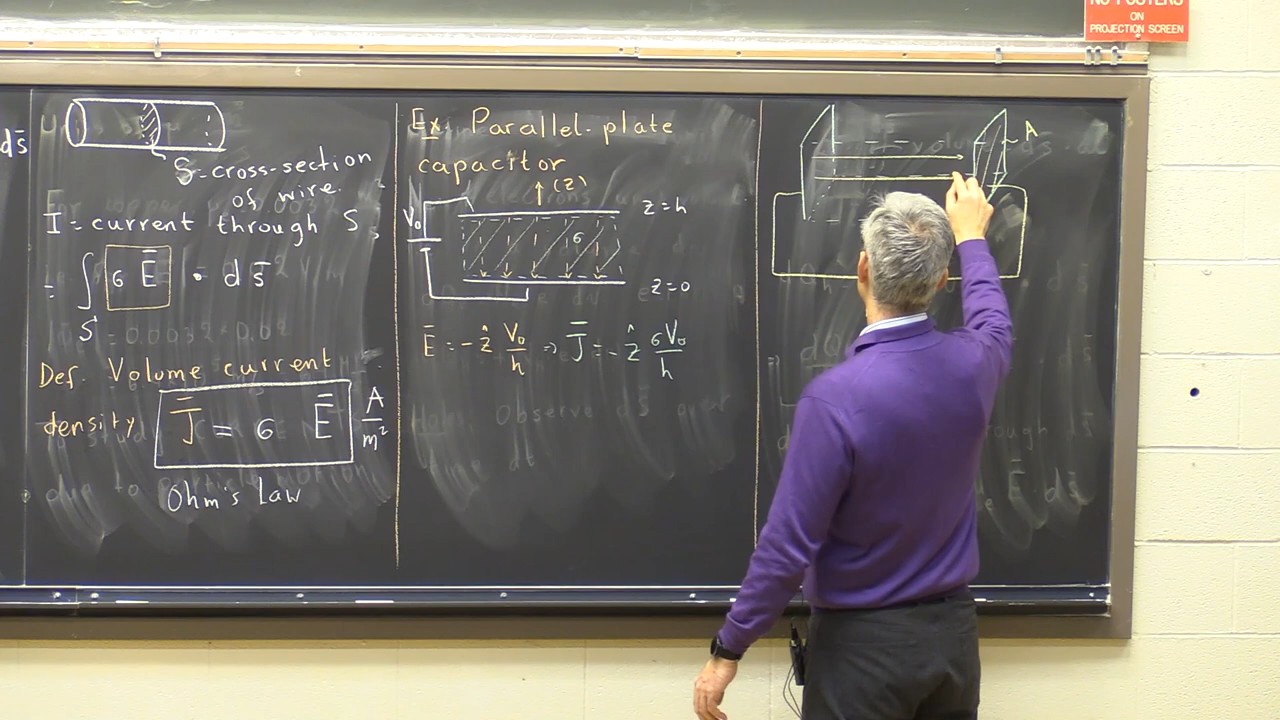 NO POSTERS
ON
PROJECTION SCREEN
ds̄
S-cross-section
of wire.
I = current through S,
= ∫ σ Ē · d s̄
S
Def. Volume current
density J̄ = σ Ē A/m²
Ohm's Law
Ex. Parallel-plate
capacitor
(z)
V₀
z=h
σ
z=0
Ē = -ẑ V₀/h ⇒ J̄ = -ẑ σV₀/h
A